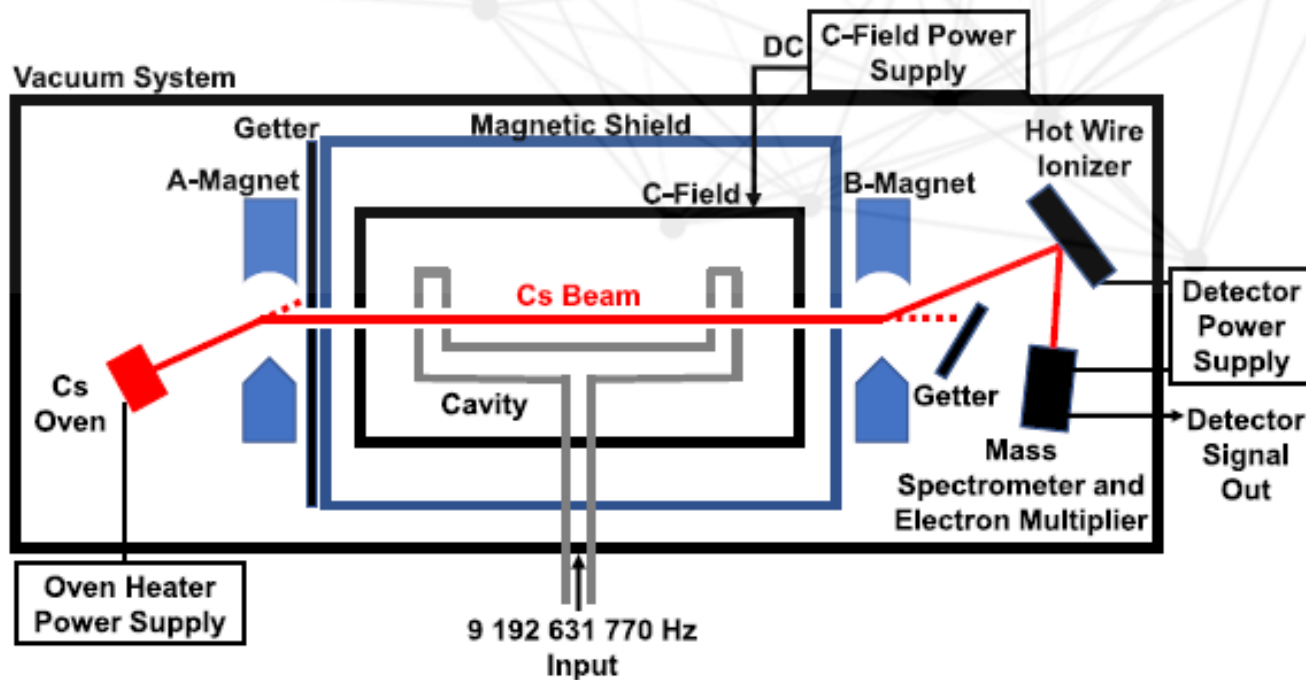 DC
C-Field Power
Supply
Vacuum System
Getter
Magnetic Shield
Hot Wire
Ionizer
A-Magnet
C-Field
B-Magnet
Cs Beam
Cs
Oven
Cavity
Getter
Detector
Power
Supply
Detector
Signal
Out
Mass
Spectrometer and
Electron Multiplier
Oven Heater
Power Supply
9 192 631 770 Hz
Input